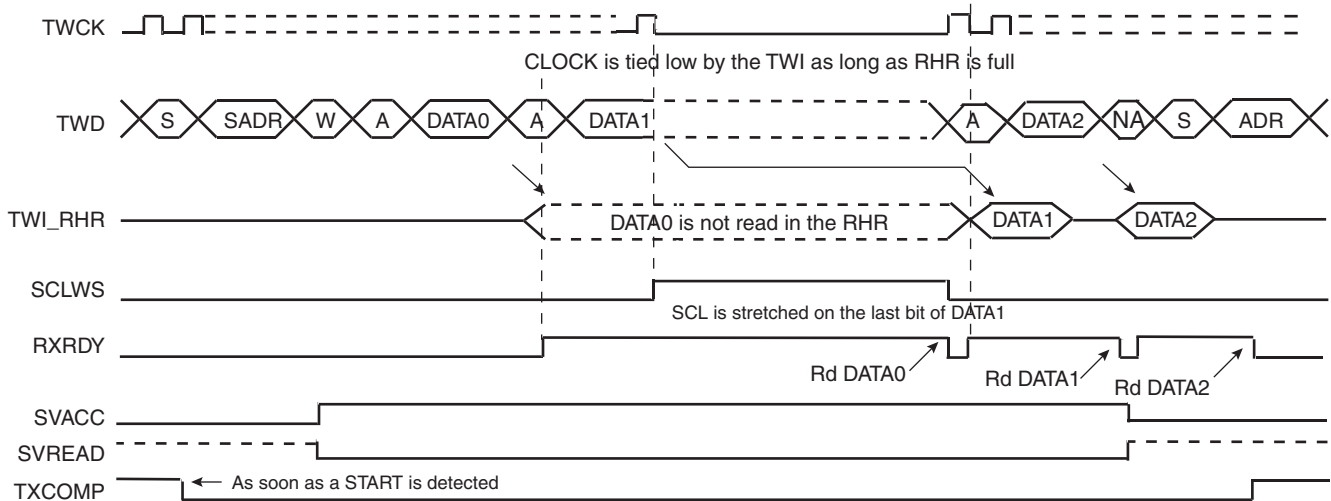 TWCK
CLOCK is tied low by the TWI as long as RHR is full
TWD S SADR W A DATA0 A DATA1 A DATA2 NA S ADR
TWI_RHR DATA0 is not read in the RHR DATA1 DATA2
SCLWS
SCL is stretched on the last bit of DATA1
RXRDY
Rd DATA0 Rd DATA1 Rd DATA2
SVACC
SVREAD
TXCOMP As soon as a START is detected